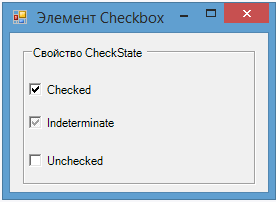 Элемент Checkbox
Свойство CheckState
Checked
Indeterminate
Unchecked